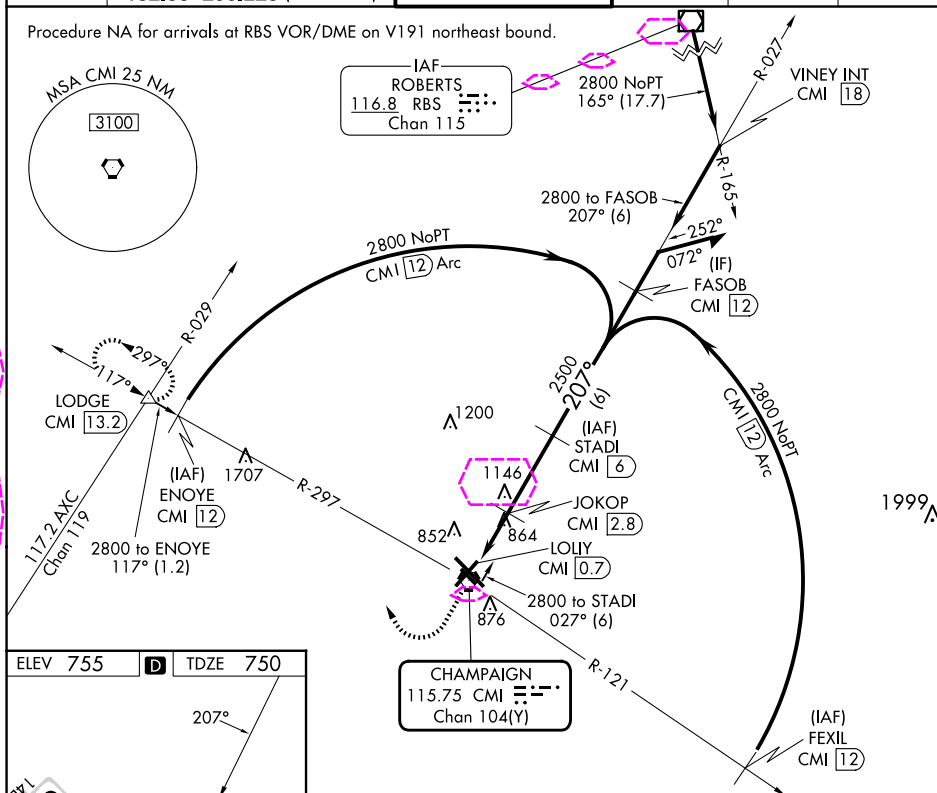 Procedure NA for arrivals at RBS VOR/DME on V191 northeast bound.
MSA CMI 25 NM
3100
IAF
ROBERTS
116.8 RBS
Chan 115
2800 NoPT
165° (17.7)
R-027
VINEY INT
CMI 18
R-165
2800 to FASOB
207° (6)
252°
072°
(IF)
FASOB
CMI 12
2800 NoPT
CMI 12 Arc
R-029
297°
117°
LODGE
CMI 13.2
(IAF)
ENOYE
CMI 12
1707
1200
2500
207°
(6)
(IAF)
STADI
CMI 6
2800 NoPT
CMI 12 Arc
1146
R-297
JOKOP
CMI 2.8
1999
852
864
117.2 AXC
Chan 119
2800 to ENOYE
117° (1.2)
LOLIY
CMI 0.7
2800 to STADI
027° (6)
876
R-121
CHAMPAIGN
115.75 CMI
Chan 104(Y)
(IAF)
FEXIL
CMI 12
ELEV 755 D TDZE 750
207°